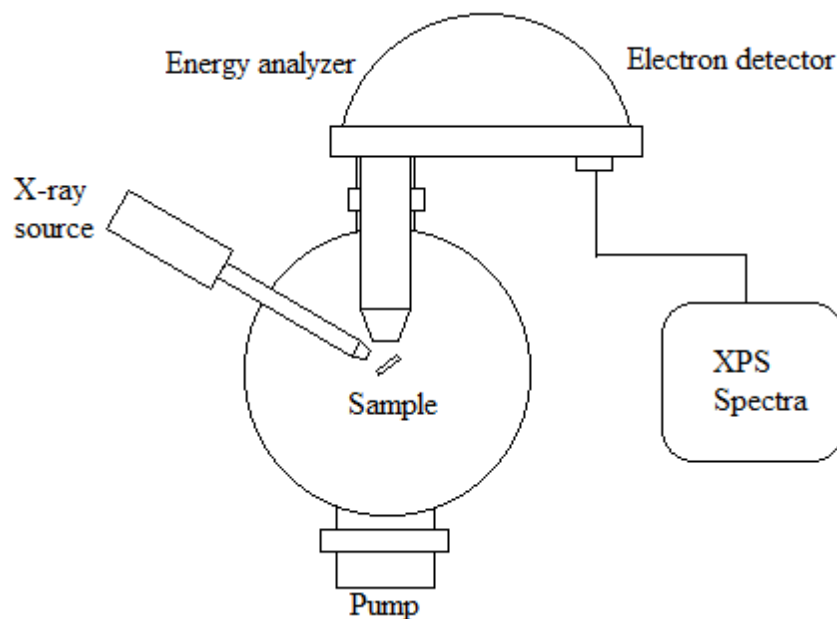 Energy analyzer
Electron detector
X-ray
source
Sample
XPS
Spectra
Pump